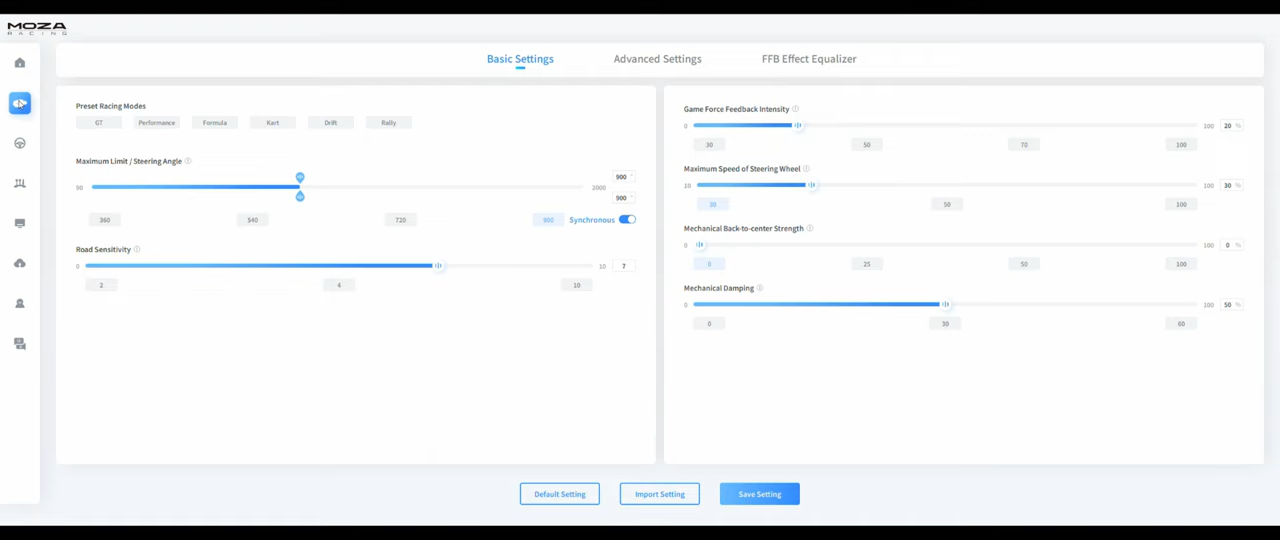 MOZA
RACING
Basic Settings
Advanced Settings
FFB Effect Equalizer
Preset Racing Modes
GT Performance Formula Kart Drift Rally
Maximum Limit / Steering Angle
90 2000 900 °
900 °
360 540 720 900 Synchronous
Road Sensitivity
0 10 7
2 4 10
Game Force Feedback Intensity
0 100 20 %
30 50 70 100
Maximum Speed of Steering Wheel
10 100 30 %
30 50 100
Mechanical Back-to-center Strength
0 100 0 %
0 25 50 100
Mechanical Damping
0 100 50 %
0 30 60
Default Setting Import Setting Save Setting